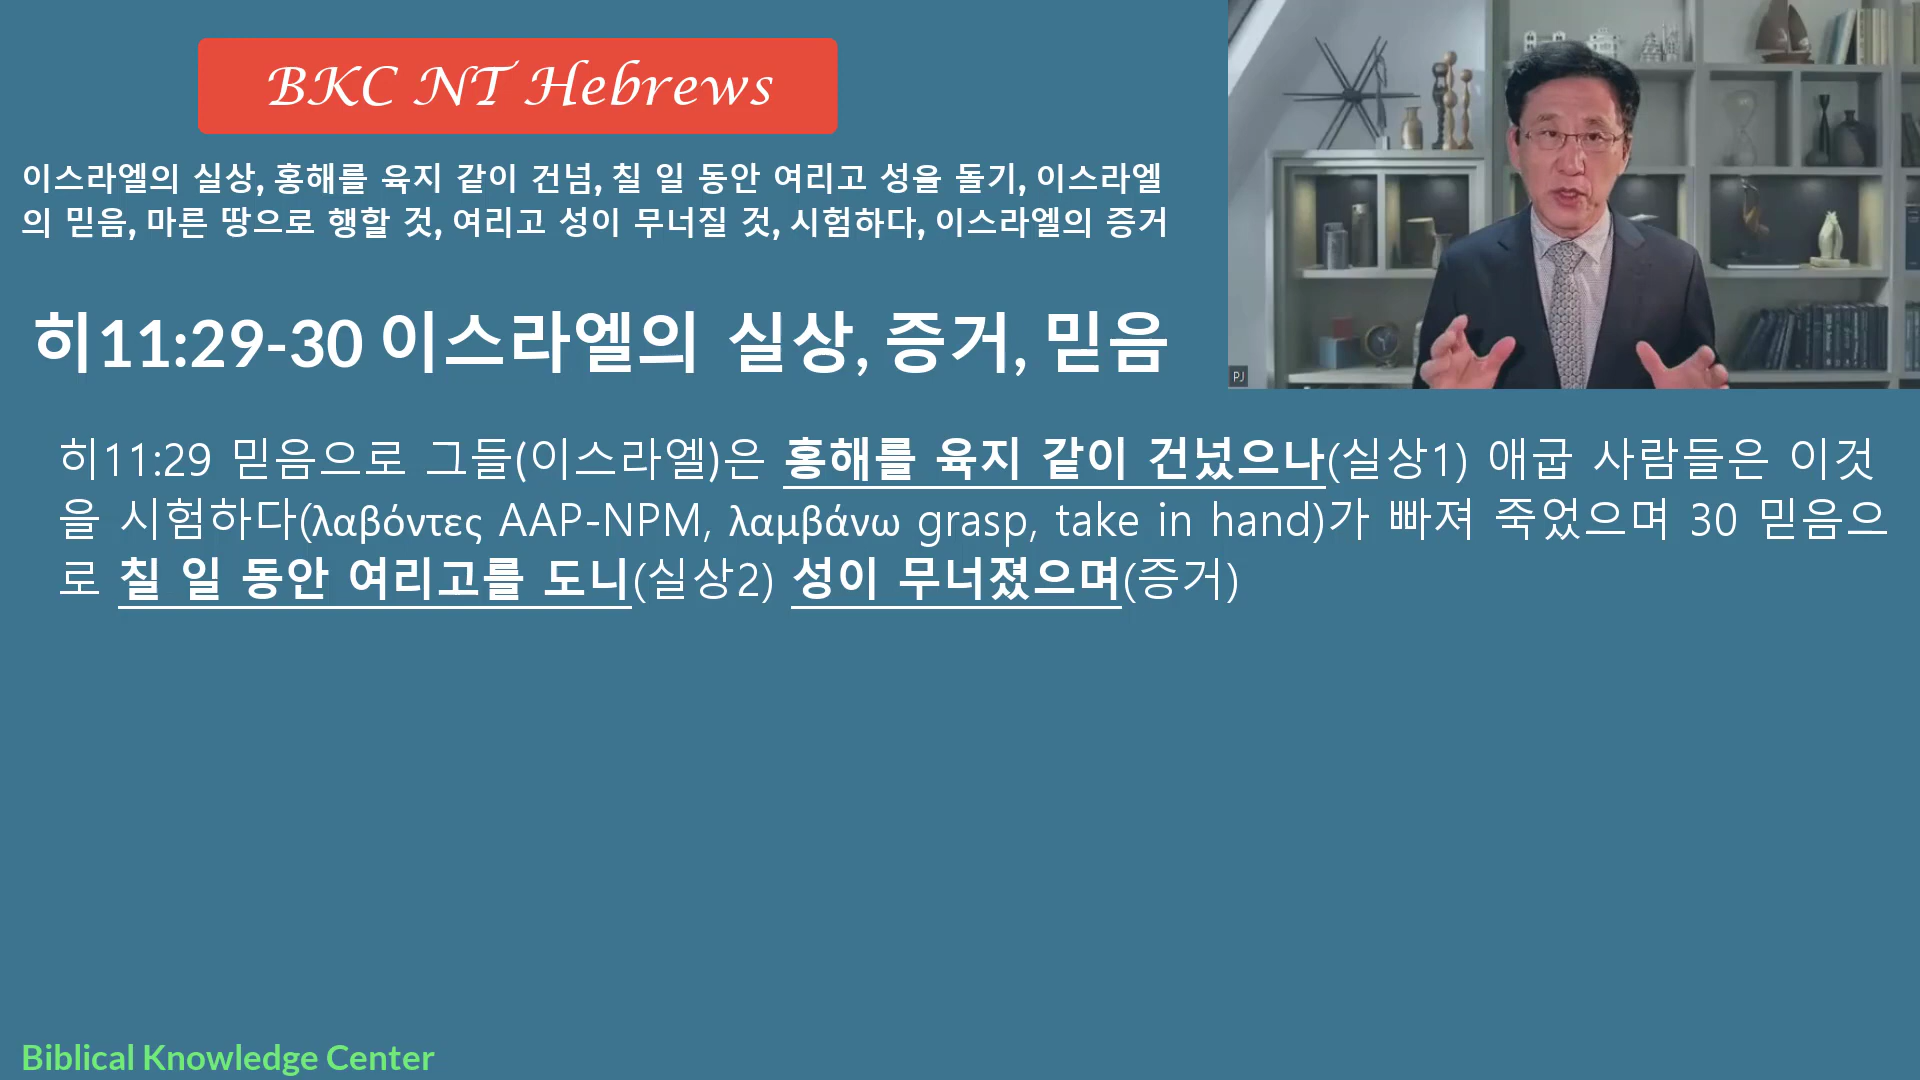 BKC NT Hebrews
이스라엘의 실상, 홍해를 육지 같이 건넘, 칠 일 동안 여리고 성을 돌기, 이스라엘
의 믿음, 마른 땅으로 행할 것, 여리고 성이 무너질 것, 시험하다, 이스라엘의 증거
히11:29-30 이스라엘의 실상, 증거, 믿음
PJ
히11:29 믿음으로 그들(이스라엘)은 홍해를 육지 같이 건넜으나(실상1) 애굽 사람들은 이것
을 시험하다(λαβόντες AAP-NPM, λαμβάνω grasp, take in hand)가 빠져 죽었으며 30 믿음으
로 칠 일 동안 여리고를 도니(실상2) 성이 무너졌으며(증거)
Biblical Knowledge Center